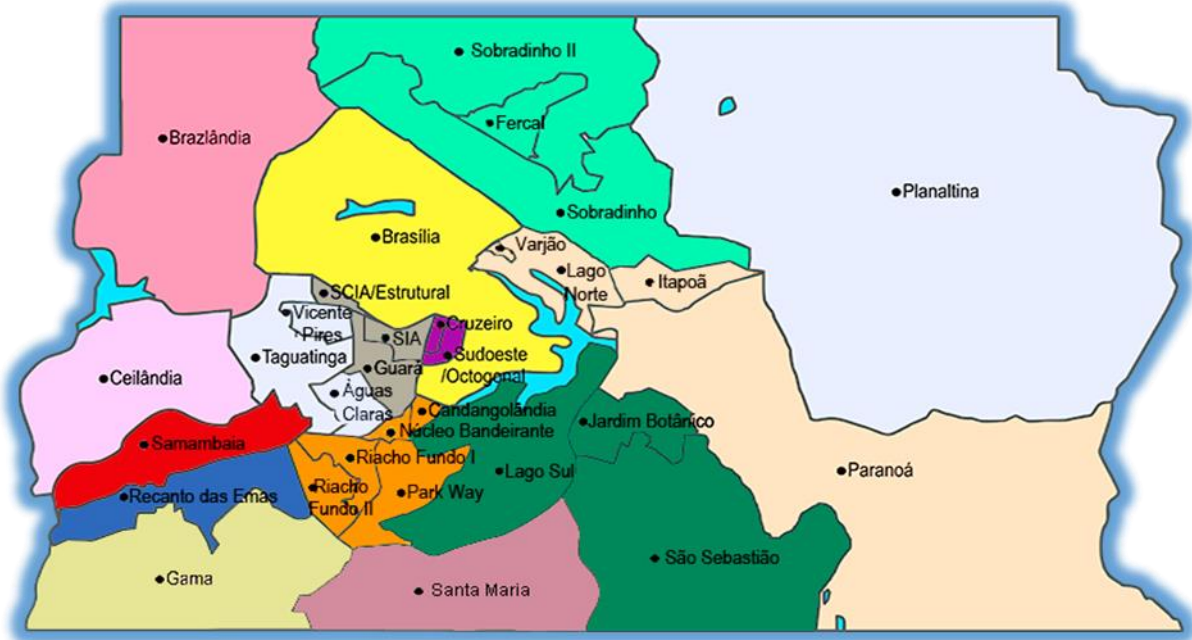 Sobradinho II
Fercal
Brazlândia
Planaltina
Sobradinho
Brasília
Varjão
Lago
Norte
Itapoã
SCIA/Estrutural
Vicente
Pires
Cruzeiro
SIA
Sudoeste
/Octogonal
Taguatinga
Guará
Ceilândia
Águas
Claras
Candangolândia
Jardim Botânico
Núcleo Bandeirante
Samambaia
Riacho Fundo I
Lago Sul
Paranoá
Riacho
Fundo II
Park Way
Recanto das Emas
São Sebastião
Gama
Santa Maria